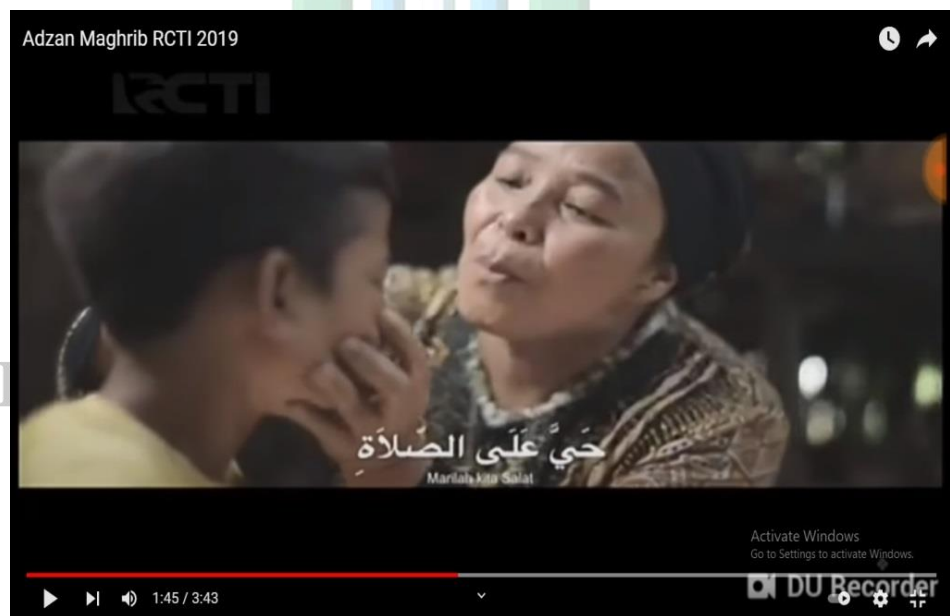 Adzan Maghrib RCTI 2019
RCTI
حَيَّ عَلَى الصَّلاَةِ
Marilah kita Salat
Activate Windows
Go to Settings to activate Windows.
DU Recorder
1:45 / 3:43